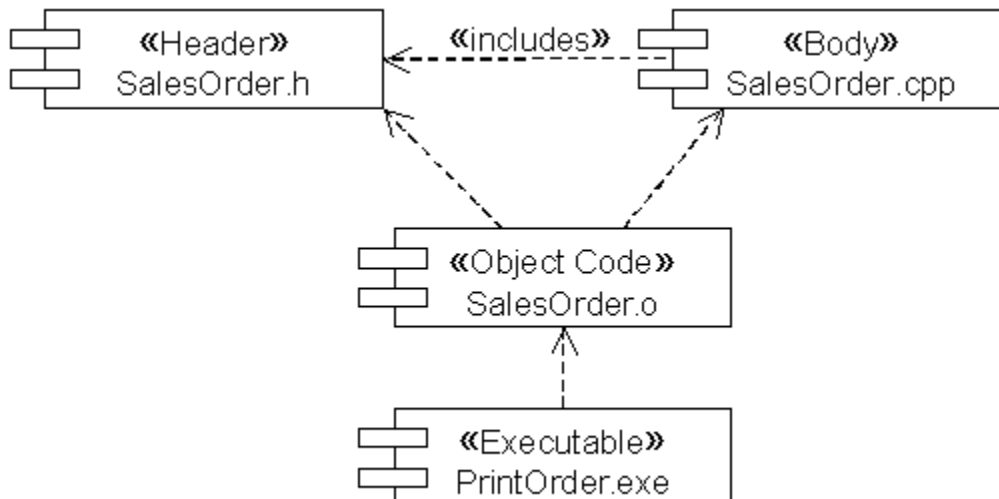 «Header»
SalesOrder.h
«includes»
«Body»
SalesOrder.cpp
«Object Code»
SalesOrder.o
«Executable»
PrintOrder.exe